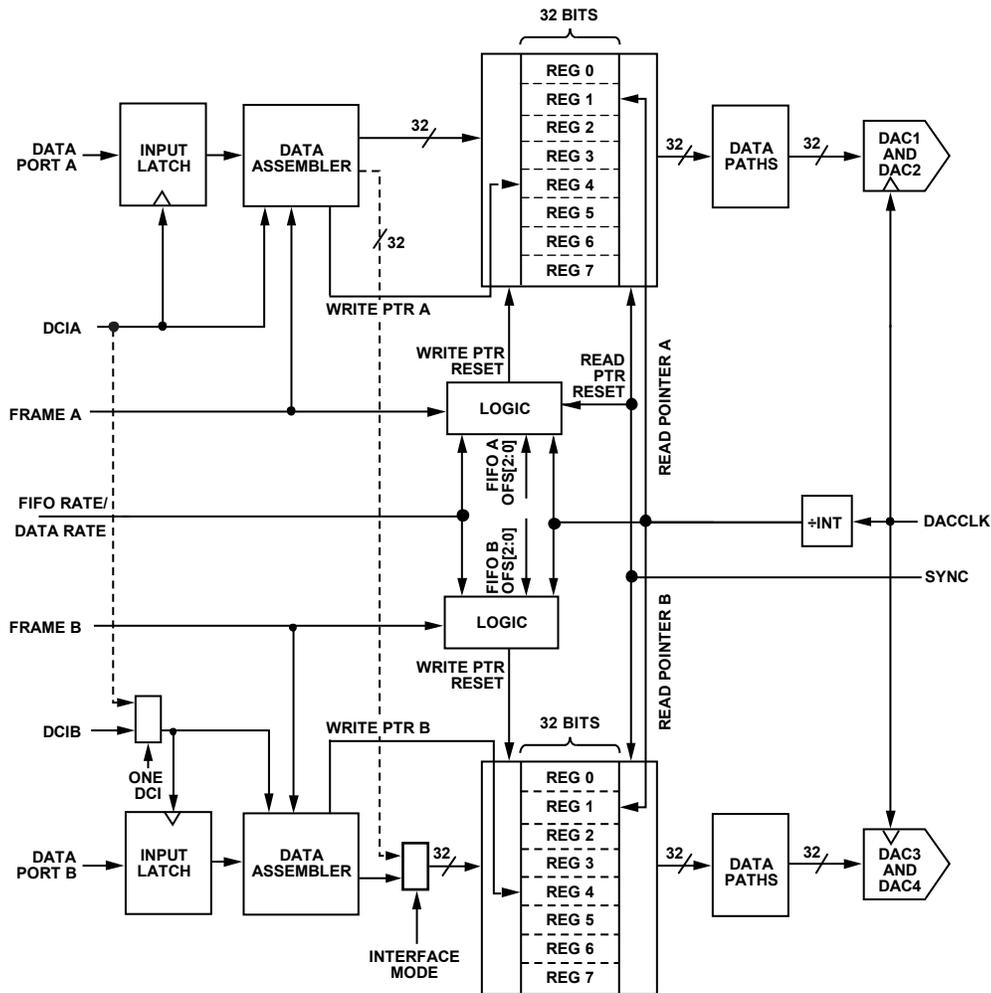 32 BITS
REG 0
REG 1
REG 2
REG 3
REG 4
REG 5
REG 6
REG 7
DATA
PORT A
INPUT
LATCH
DATA
ASSEMBLER
32
32
WRITE PTR A
32
DATA
PATHS
32
DAC1
AND
DAC2
DCIA
WRITE PTR
RESET
READ
PTR
RESET
READ POINTER A
FRAME A
LOGIC
FIFO A
OFS[2:0]
FIFO RATE/
DATA RATE
÷INT
DACCLK
FIFO B
OFS[2:0]
SYNC
FRAME B
LOGIC
WRITE PTR
RESET
READ POINTER B
DCIB
ONE
DCI
WRITE PTR B
32 BITS
REG 0
REG 1
REG 2
REG 3
REG 4
REG 5
REG 6
REG 7
DATA
PORT B
INPUT
LATCH
DATA
ASSEMBLER
32
INTERFACE
MODE
32
DATA
PATHS
32
DAC3
AND
DAC4